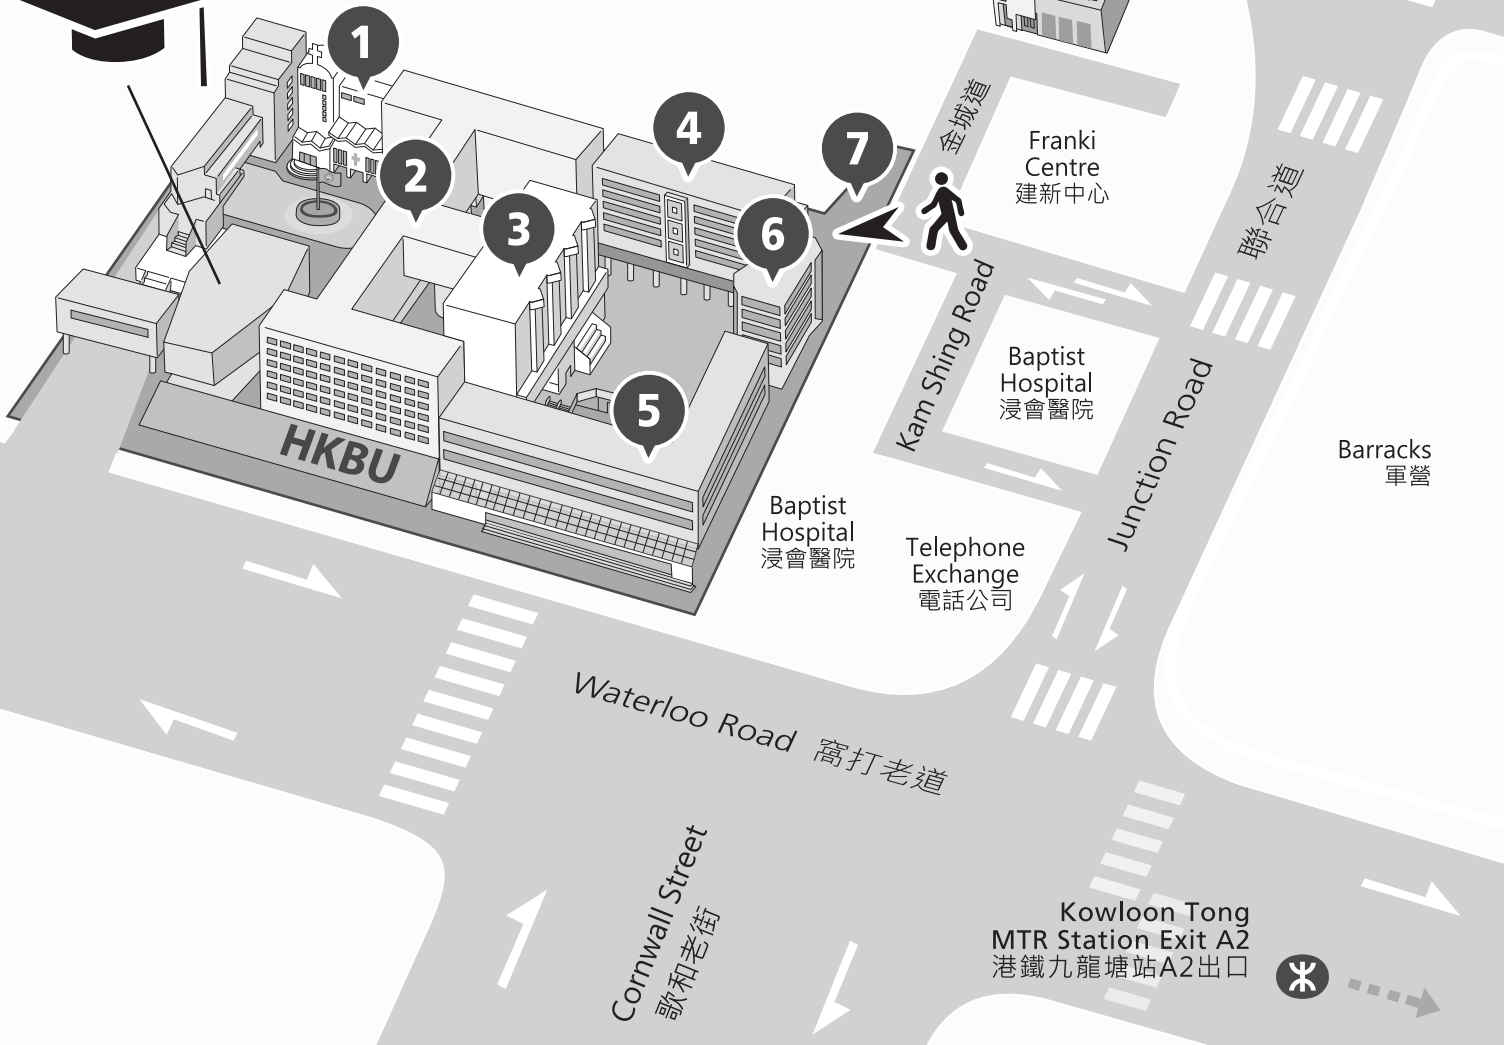 1
2
3
4
5
6
7
HKBU
金城道
Kam Shing Road
Franki
Centre
建新中心
聯合道
Junction Road
Baptist
Hospital
浸會醫院
Barracks
軍營
Baptist
Hospital
浸會醫院
Telephone
Exchange
電話公司
Waterloo Road 窩打老道
Cornwall Street
歌和老街
Kowloon Tong
MTR Station Exit A2
港鐵九龍塘站A2出口